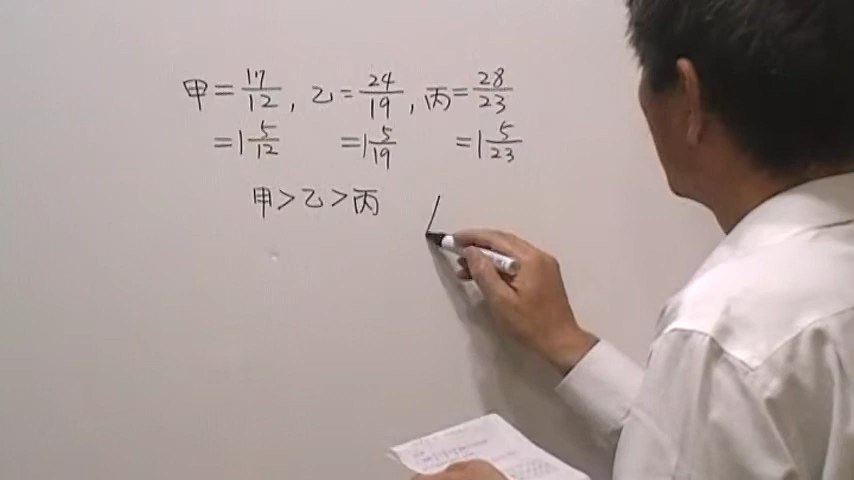 甲=17/12, 乙=24/19, 丙=28/23
=1 5/12 =1 5/19 =1 5/23
甲>乙>丙